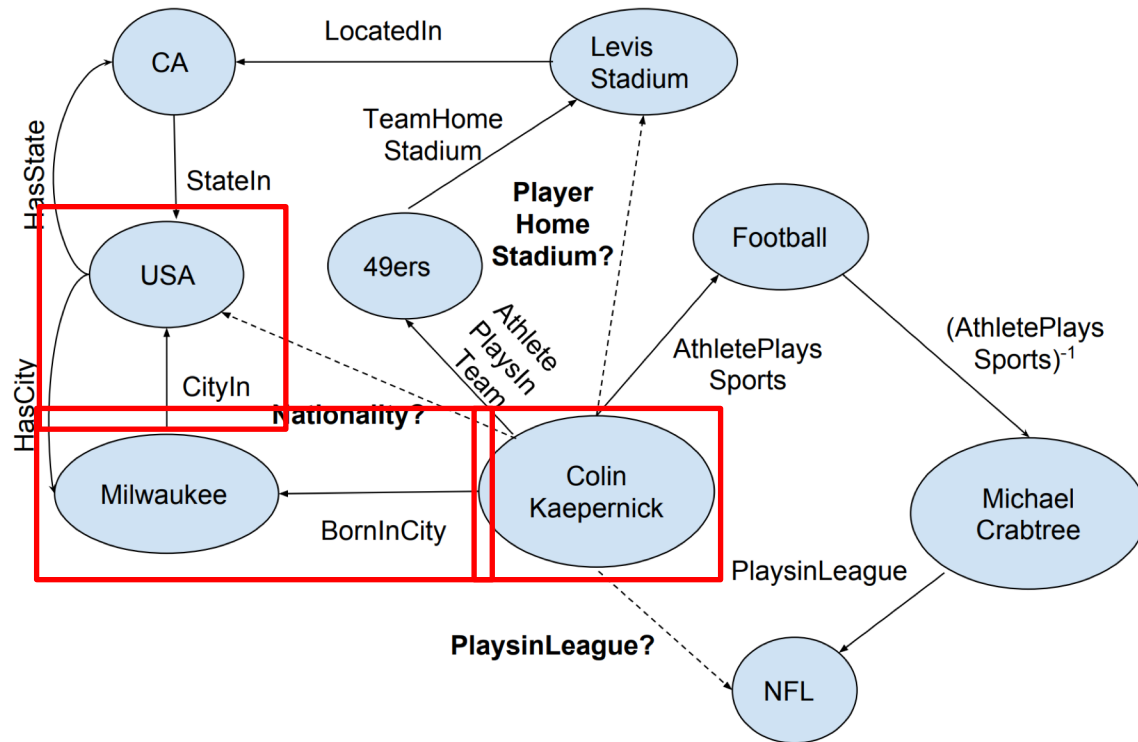 LocatedIn
CA
Levis
Stadium
HasState
TeamHome
Stadium
StateIn
Player
Home
Stadium?
Football
USA
49ers
(AthletePlays
Sports)-1
Athlete
PlaysIn
Team
AthletePlays
Sports
HasCity
CityIn
Nationality?
Milwaukee
Colin
Kaepernick
Michael
Crabtree
BornInCity
PlaysinLeague
PlaysinLeague?
NFL